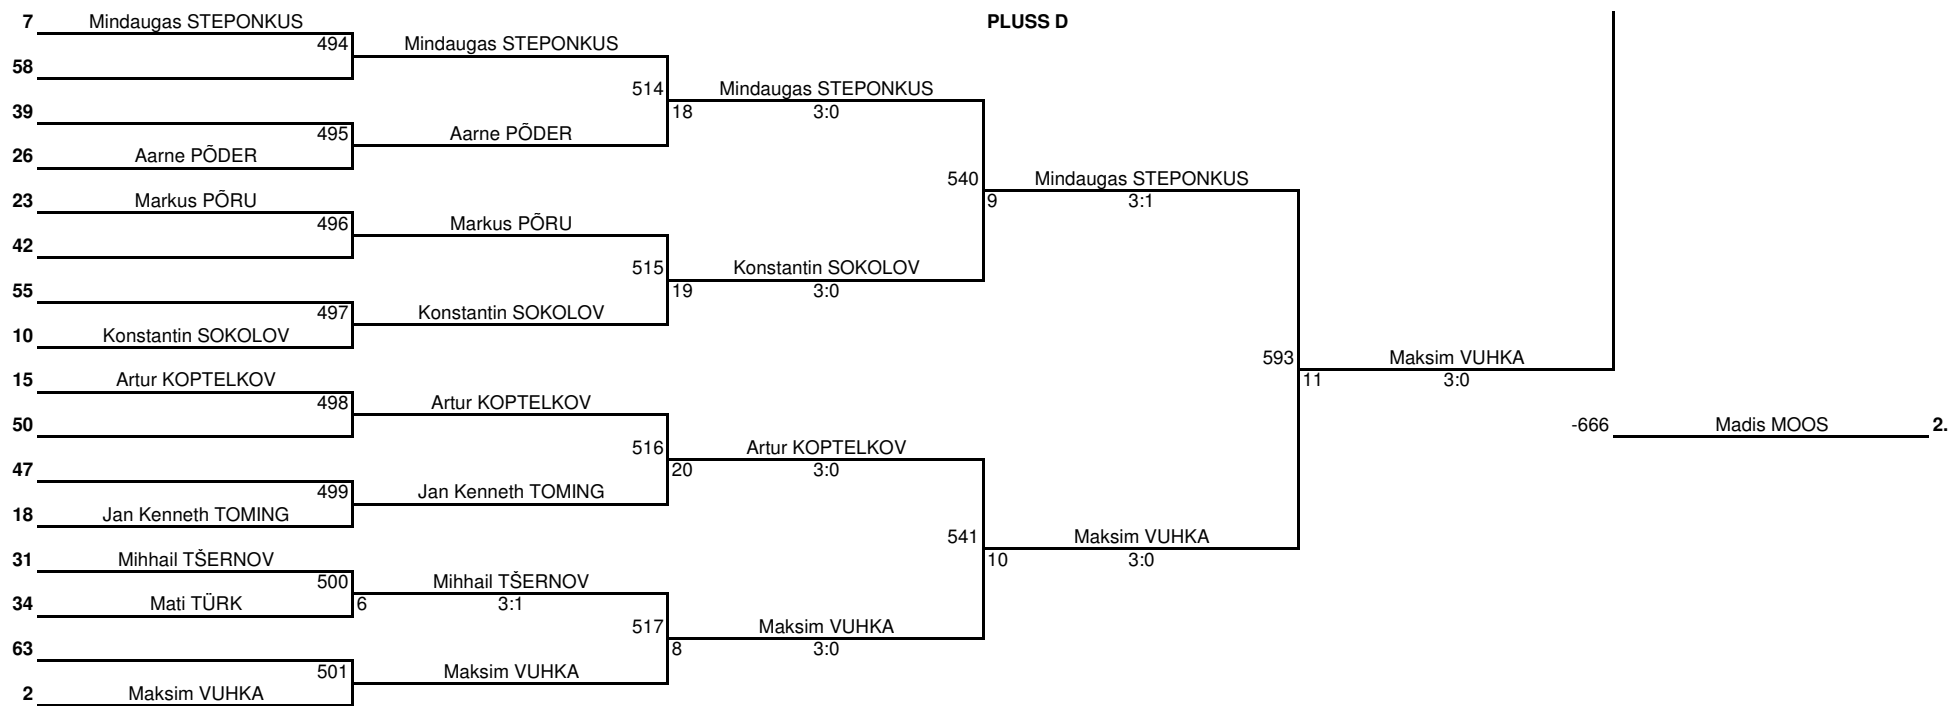 7 Mindaugas STEPONKUS PLUSS D
494 Mindaugas STEPONKUS
58
514 Mindaugas STEPONKUS
39 18 3:0
495 Aarne PÕDER
26 Aarne PÕDER
540 Mindaugas STEPONKUS
23 Markus PÕRU 9 3:1
496 Markus PÕRU
42
515 Konstantin SOKOLOV
55 19 3:0
497 Konstantin SOKOLOV
10 Konstantin SOKOLOV
593 Maksim VUHKA
15 Artur KOPTELKOV 11 3:0
498 Artur KOPTELKOV
50 -666 Madis MOOS 2.
516 Artur KOPTELKOV
47 20 3:0
499 Jan Kenneth TOMING
18 Jan Kenneth TOMING
541 Maksim VUHKA
31 Mihhail TŠERNOV 10 3:0
500 Mihhail TŠERNOV
34 Mati TÜRK 6 3:1
517 Maksim VUHKA
63 8 3:0
501 Maksim VUHKA
2 Maksim VUHKA